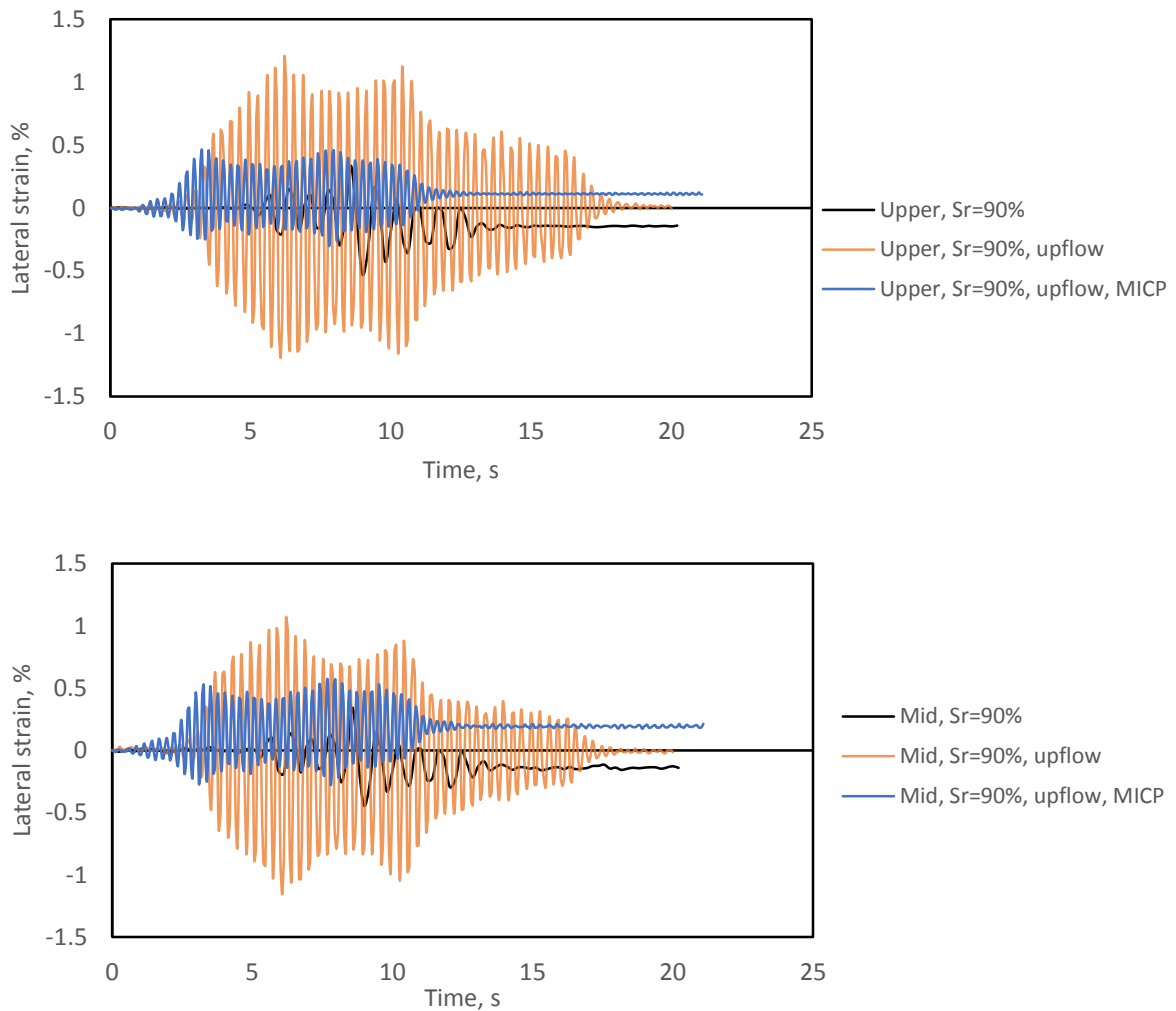 1.5
1
0.5
0
-0.5
-1
-1.5
Lateral strain, %
0 5 10 15 20 25
Time, s
Upper, Sr=90%
Upper, Sr=90%, upflow
Upper, Sr=90%, upflow, MICP
1.5
1
0.5
0
-0.5
-1
-1.5
Lateral strain, %
0 5 10 15 20 25
Time, s
Mid, Sr=90%
Mid, Sr=90%, upflow
Mid, Sr=90%, upflow, MICP